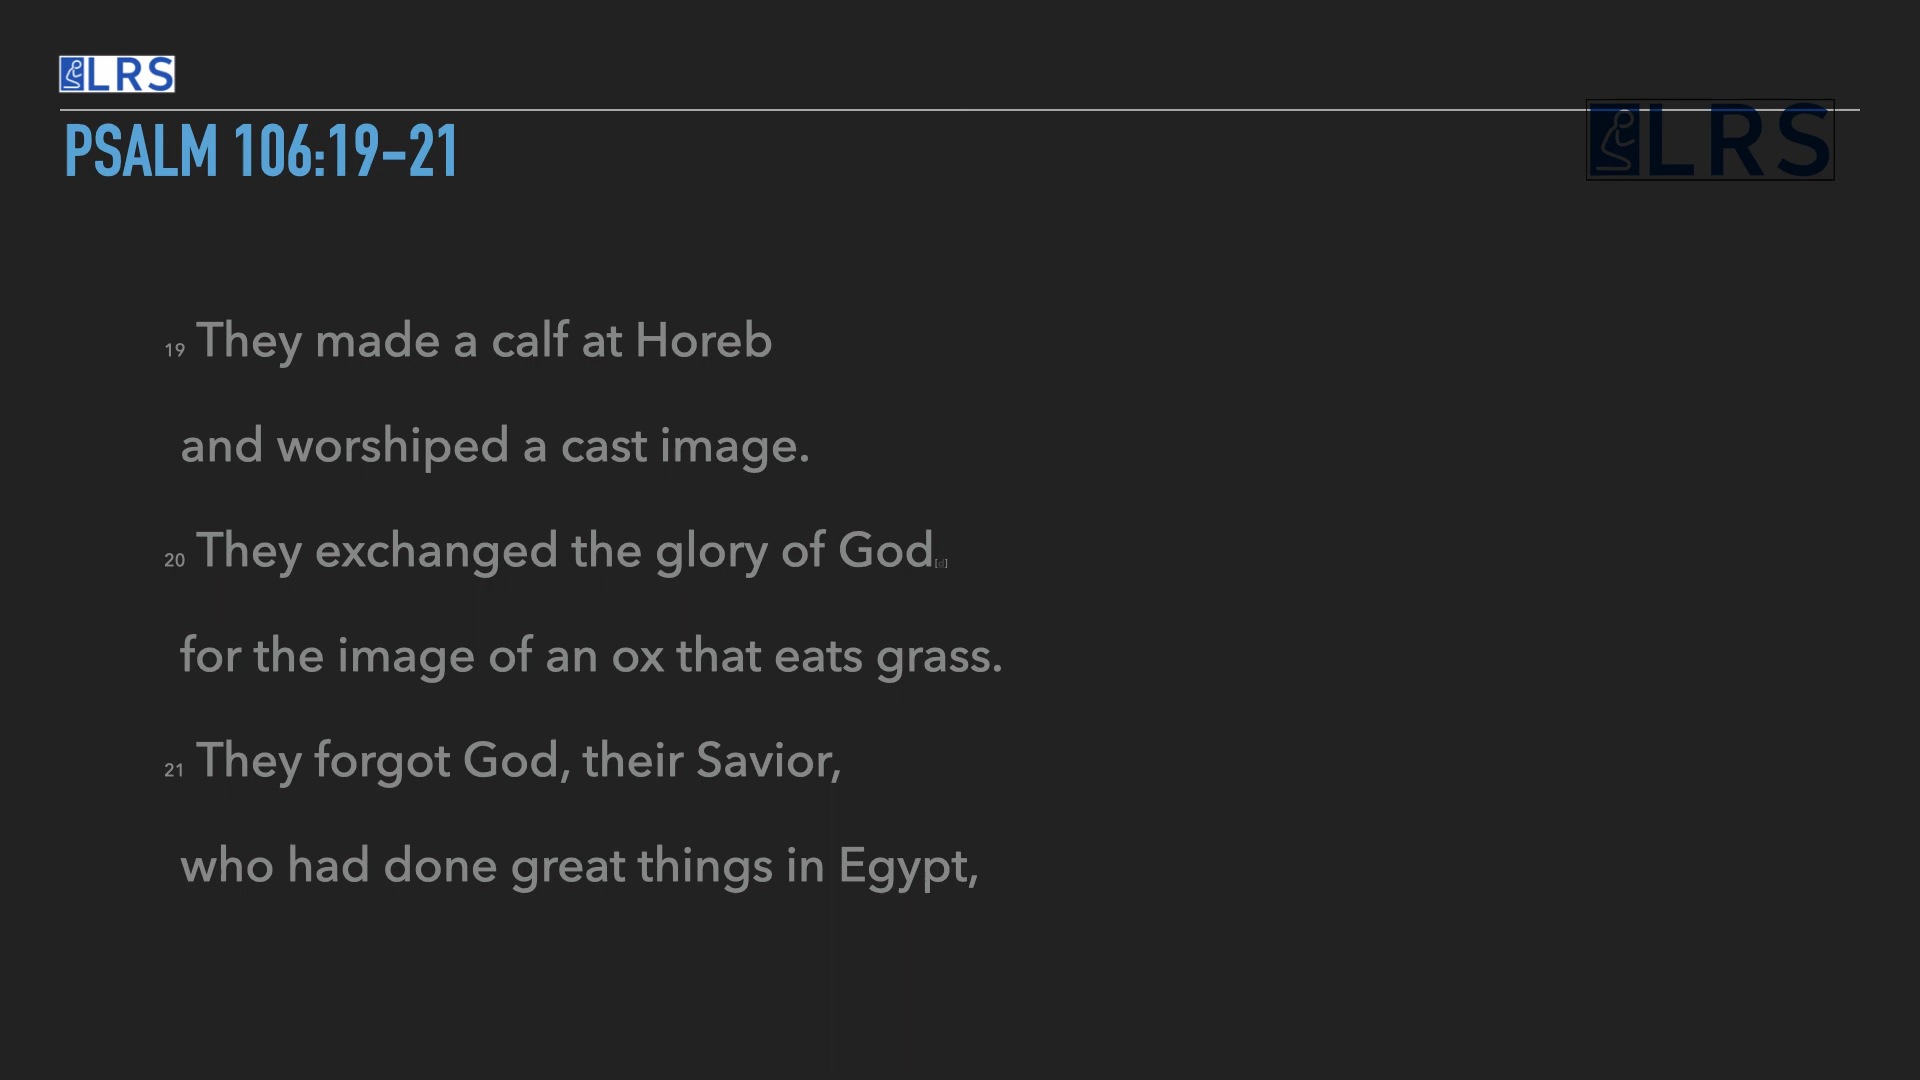 LRS
PSALM 106:19–21
LRS
19 They made a calf at Horeb
and worshiped a cast image.
20 They exchanged the glory of God[d]
for the image of an ox that eats grass.
21 They forgot God, their Savior,
who had done great things in Egypt,